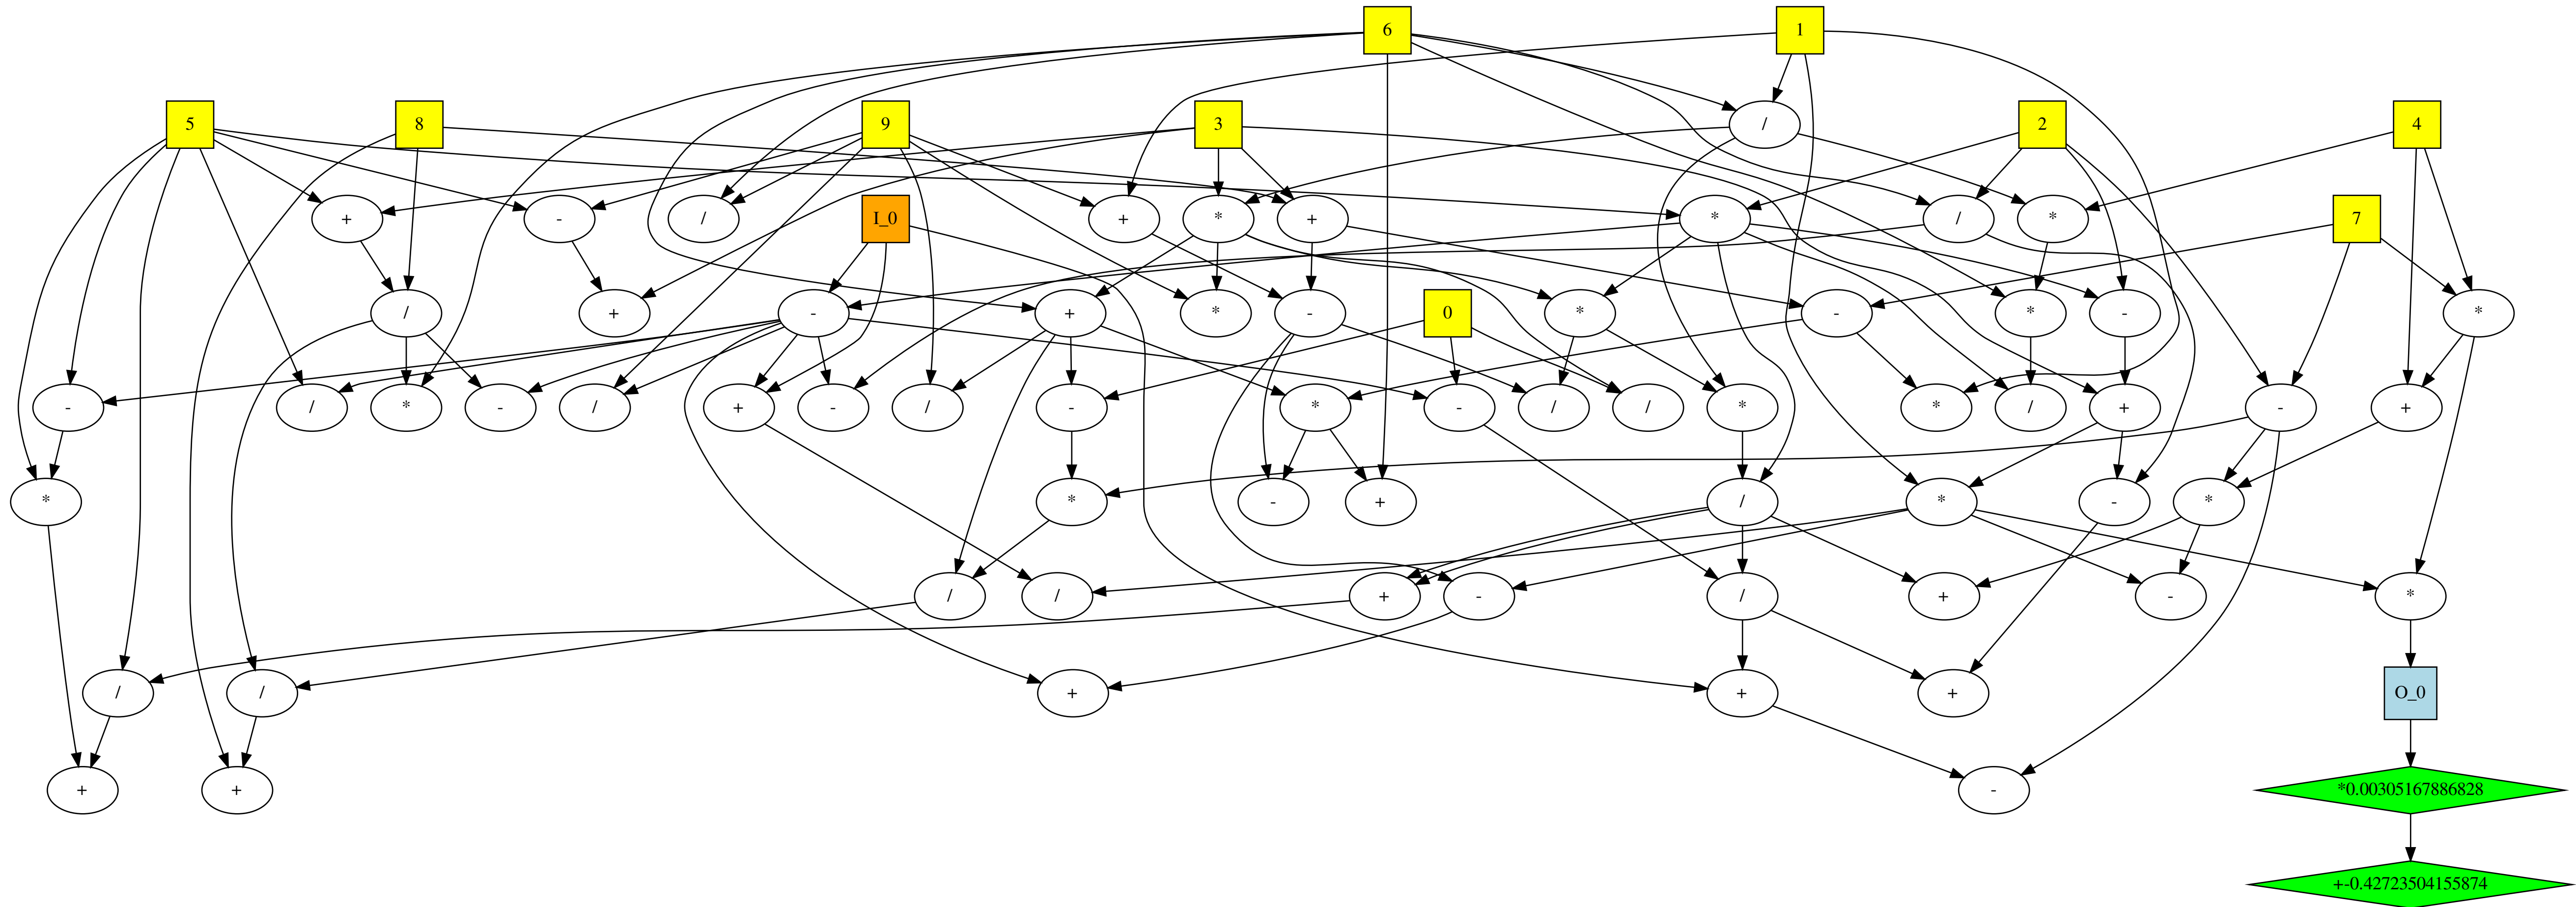 6 1
5 8 9 3 / 2 4
+ - / I_0 + * + * / * 7
+ / - + * - 0 * - * - *
- / * - / + - / - * - / / * * / + - +
* * - + / * - *
/ / + - / + - *
/ / + + + O_0
+ + - *0.00305167886828
+-0.42723504155874